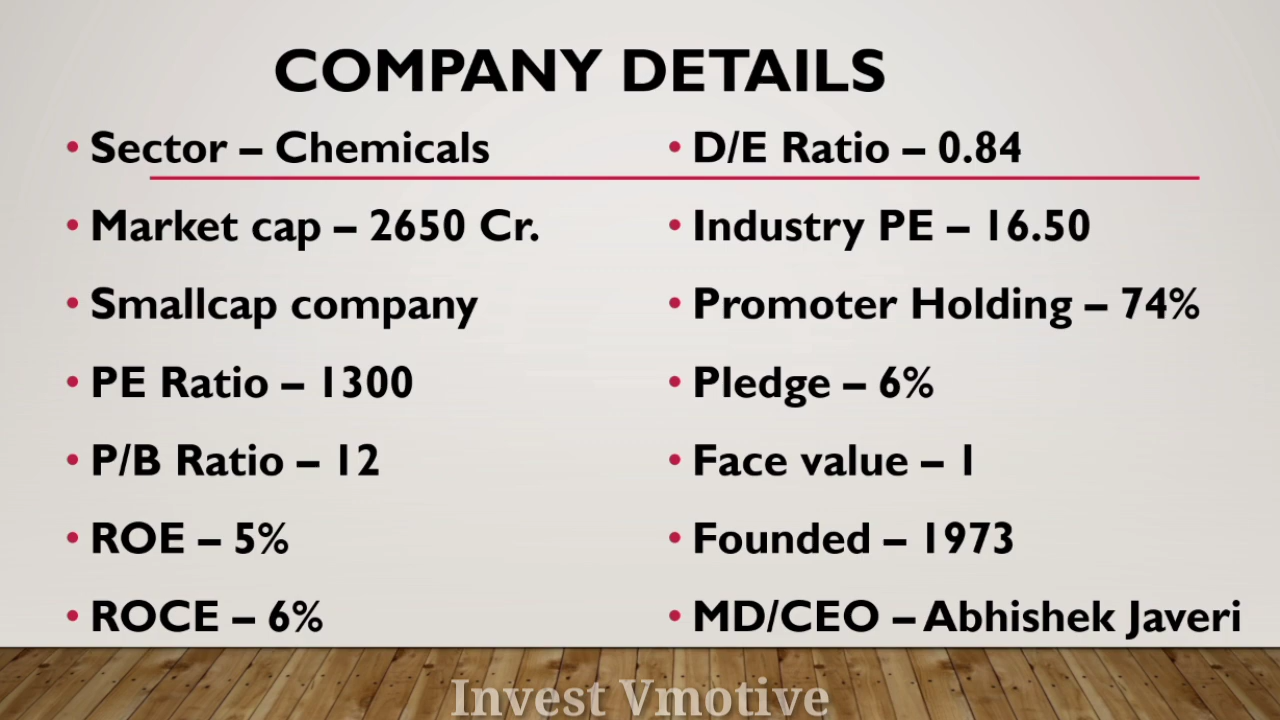 COMPANY DETAILS
• Sector – Chemicals
• Market cap – 2650 Cr.
• Smallcap company
• PE Ratio – 1300
• P/B Ratio – 12
• ROE – 5%
• ROCE – 6%
• D/E Ratio – 0.84
• Industry PE – 16.50
• Promoter Holding – 74%
• Pledge – 6%
• Face value – 1
• Founded – 1973
• MD/CEO – Abhishek Javeri
Invest Vmotive